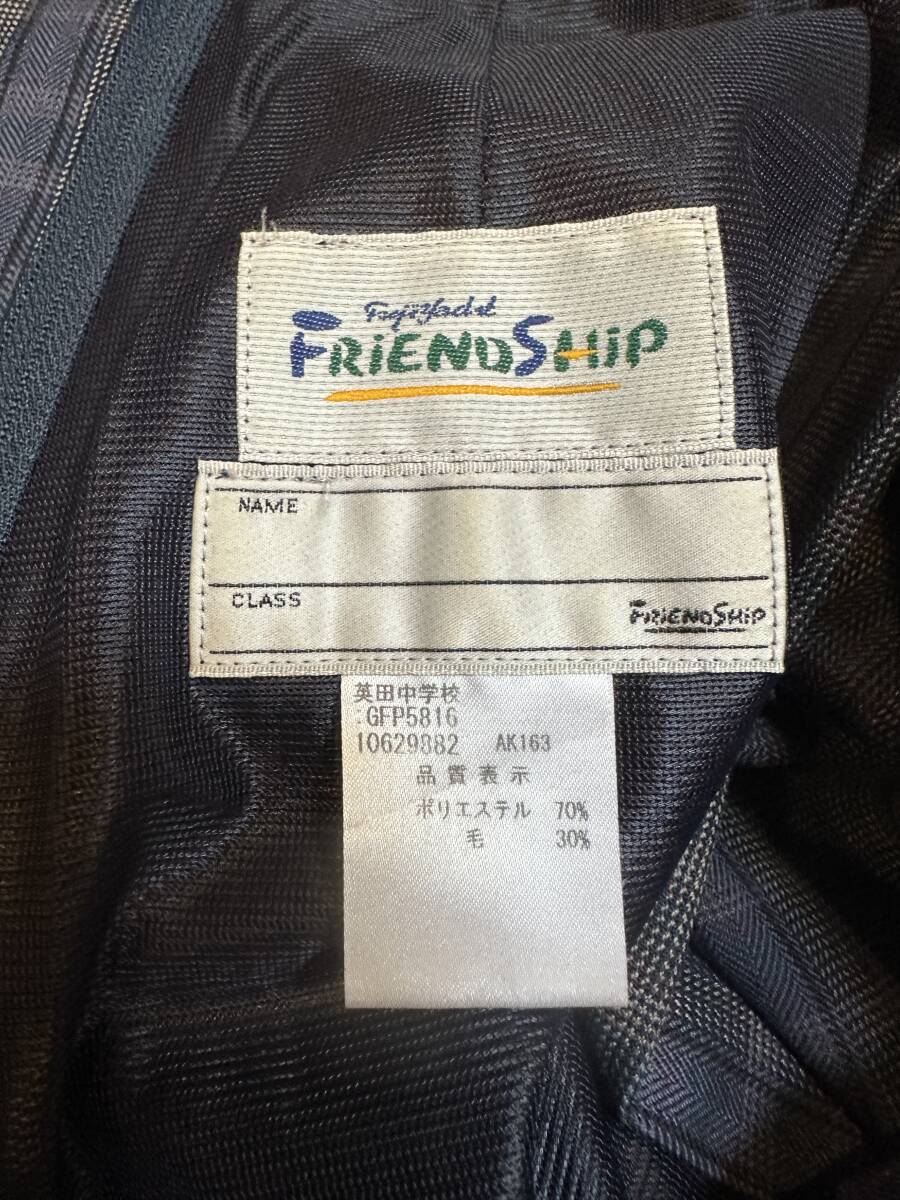 Fujiyacht
FRiENDSHiP
NAME
CLASS
FRIENDSHIP
英田中学校
:GFP5816
10629882 AK163
品質表示
ポリエステル 70%
毛 30%